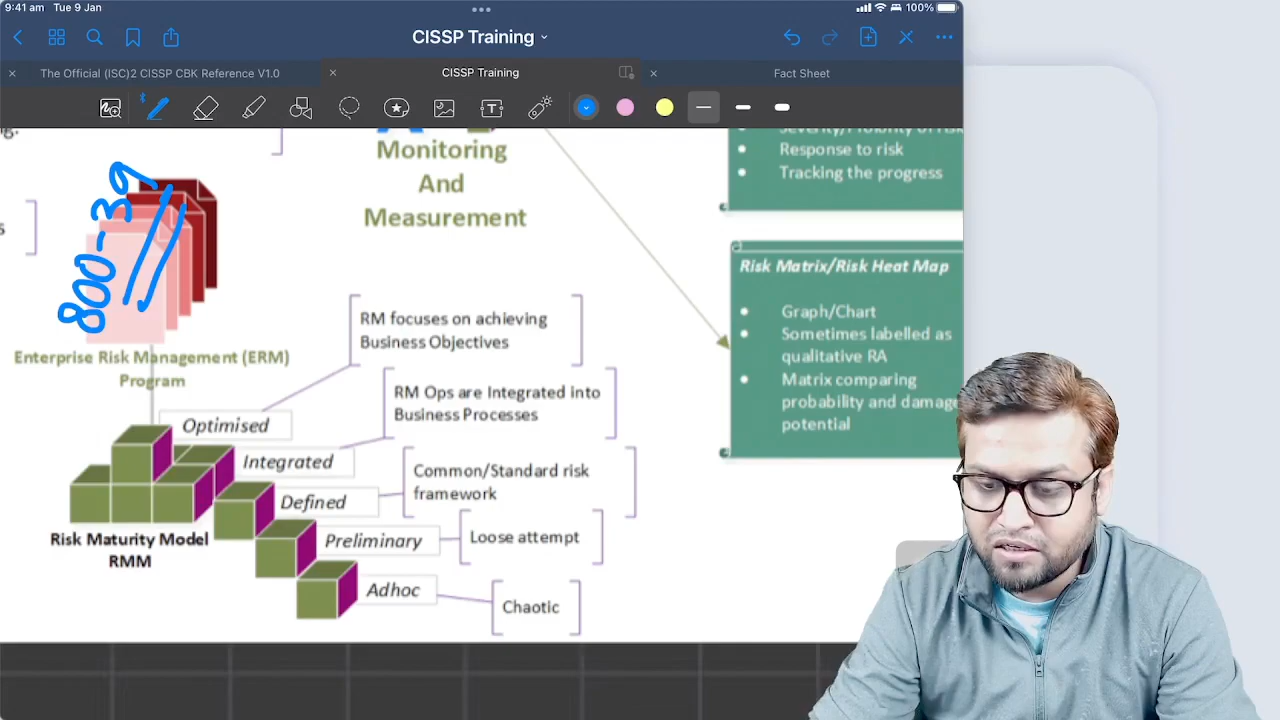 9:41 am Tue 9 Jan
100%
CISSP Training
The Official (ISC)2 CISSP CBK Reference V1.0
CISSP Training
Fact Sheet
800-39
Monitoring
And
Measurement
Response to risk
Tracking the progress
Risk Matrix/Risk Heat Map
Graph/Chart
Sometimes labelled as
qualitative RA
Matrix comparing
probability and damage
potential
Enterprise Risk Management (ERM)
Program
RM focuses on achieving
Business Objectives
RM Ops are Integrated into
Business Processes
Common/Standard risk
framework
Loose attempt
Chaotic
Optimised
Integrated
Defined
Preliminary
Adhoc
Risk Maturity Model
RMM